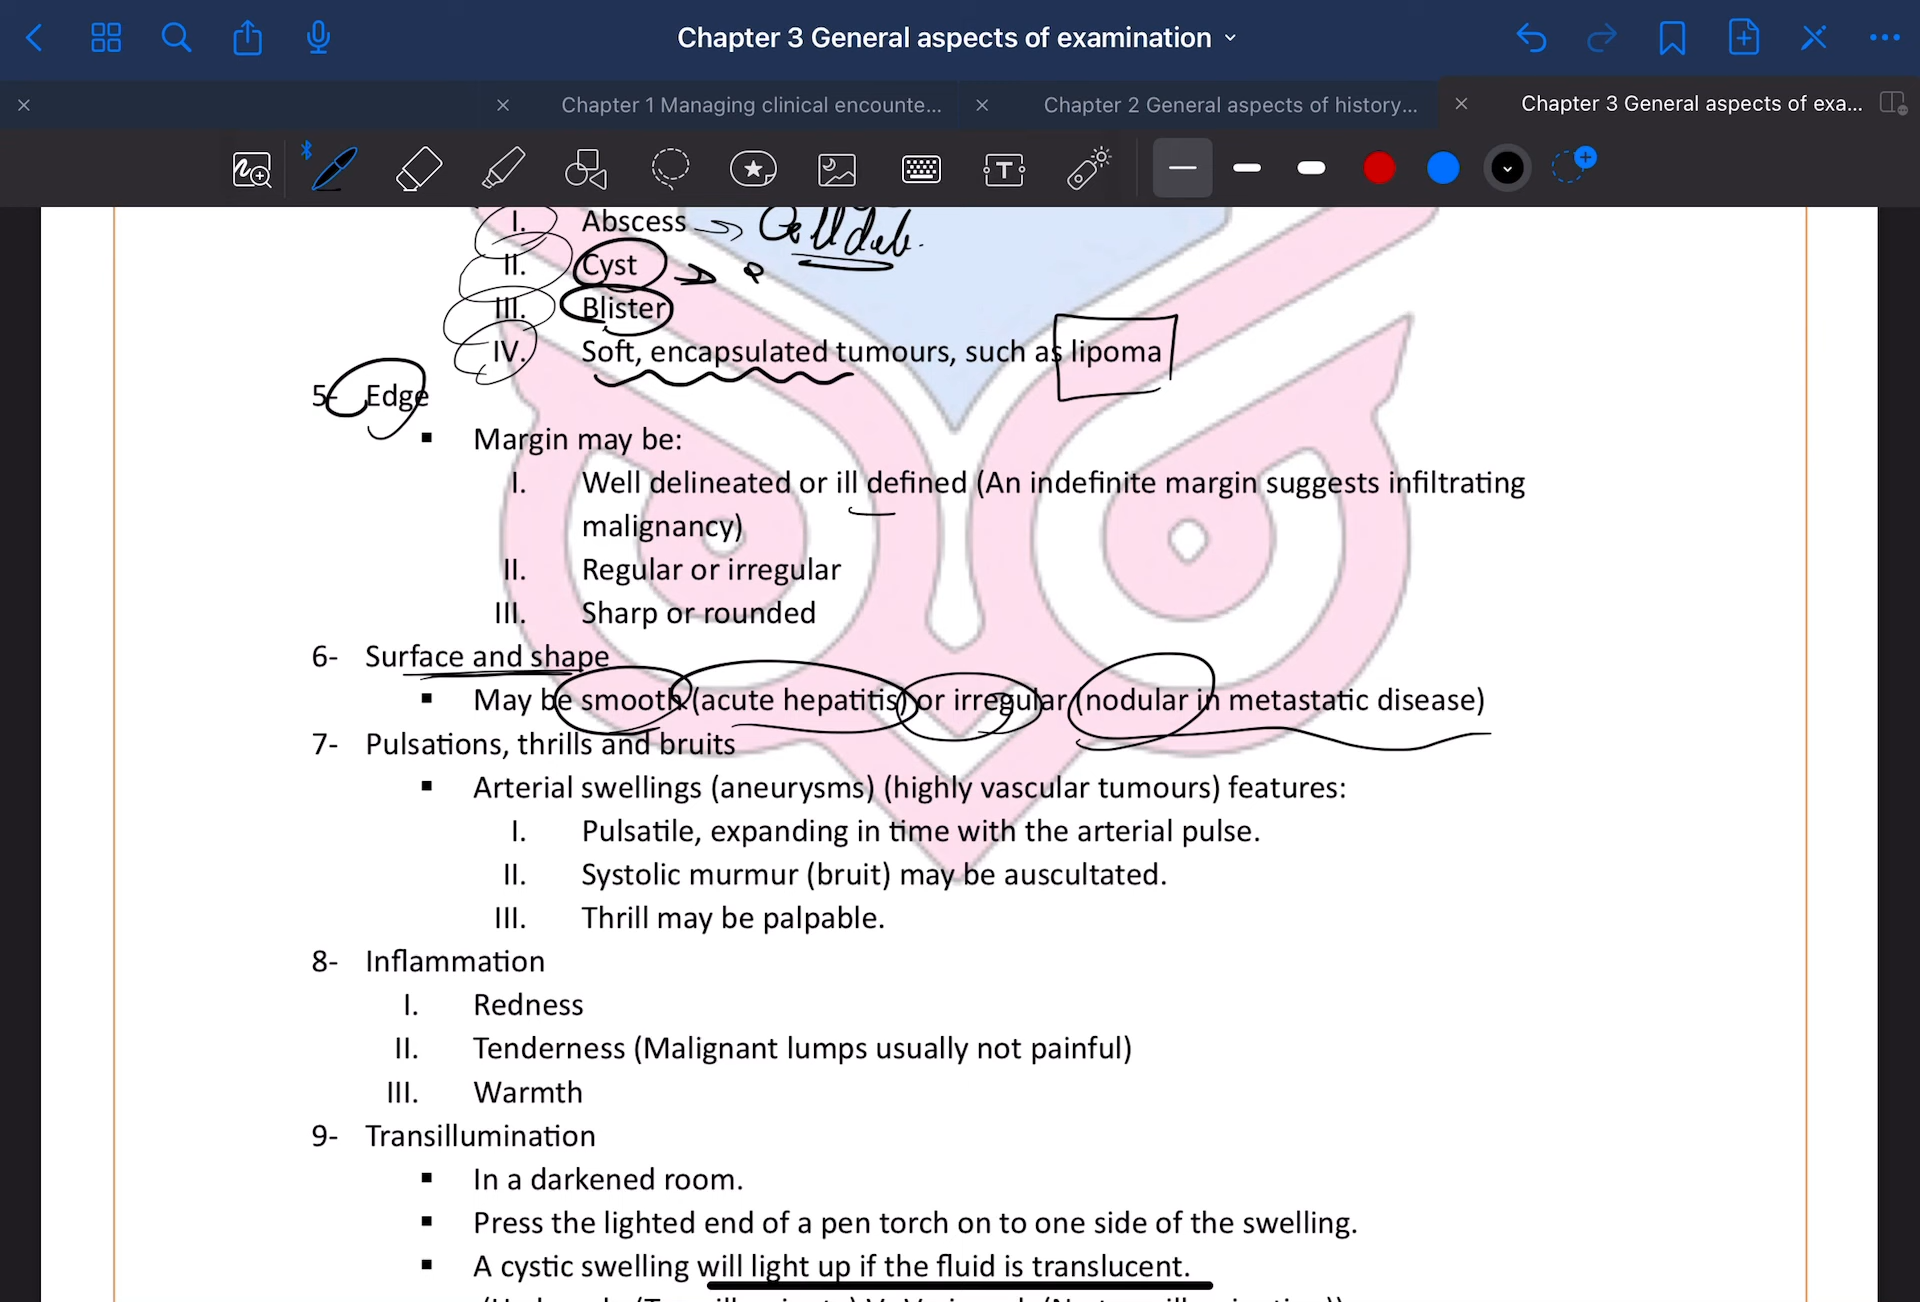 Chapter 3 General aspects of examination
Chapter 1 Managing clinical encounte...
Chapter 2 General aspects of history...
Chapter 3 General aspects of exa...
I. Abscess
II. Cyst
III. Blister
IV. Soft, encapsulated tumours, such as lipoma
5- Edge
▪ Margin may be:
I. Well delineated or ill defined (An indefinite margin suggests infiltrating
malignancy)
II. Regular or irregular
III. Sharp or rounded
6- Surface and shape
▪ May be smooth (acute hepatitis) or irregular (nodular in metastatic disease)
7- Pulsations, thrills and bruits
▪ Arterial swellings (aneurysms) (highly vascular tumours) features:
I. Pulsatile, expanding in time with the arterial pulse.
II. Systolic murmur (bruit) may be auscultated.
III. Thrill may be palpable.
8- Inflammation
I. Redness
II. Tenderness (Malignant lumps usually not painful)
III. Warmth
9- Transillumination
▪ In a darkened room.
▪ Press the lighted end of a pen torch on to one side of the swelling.
▪ A cystic swelling will light up if the fluid is translucent.